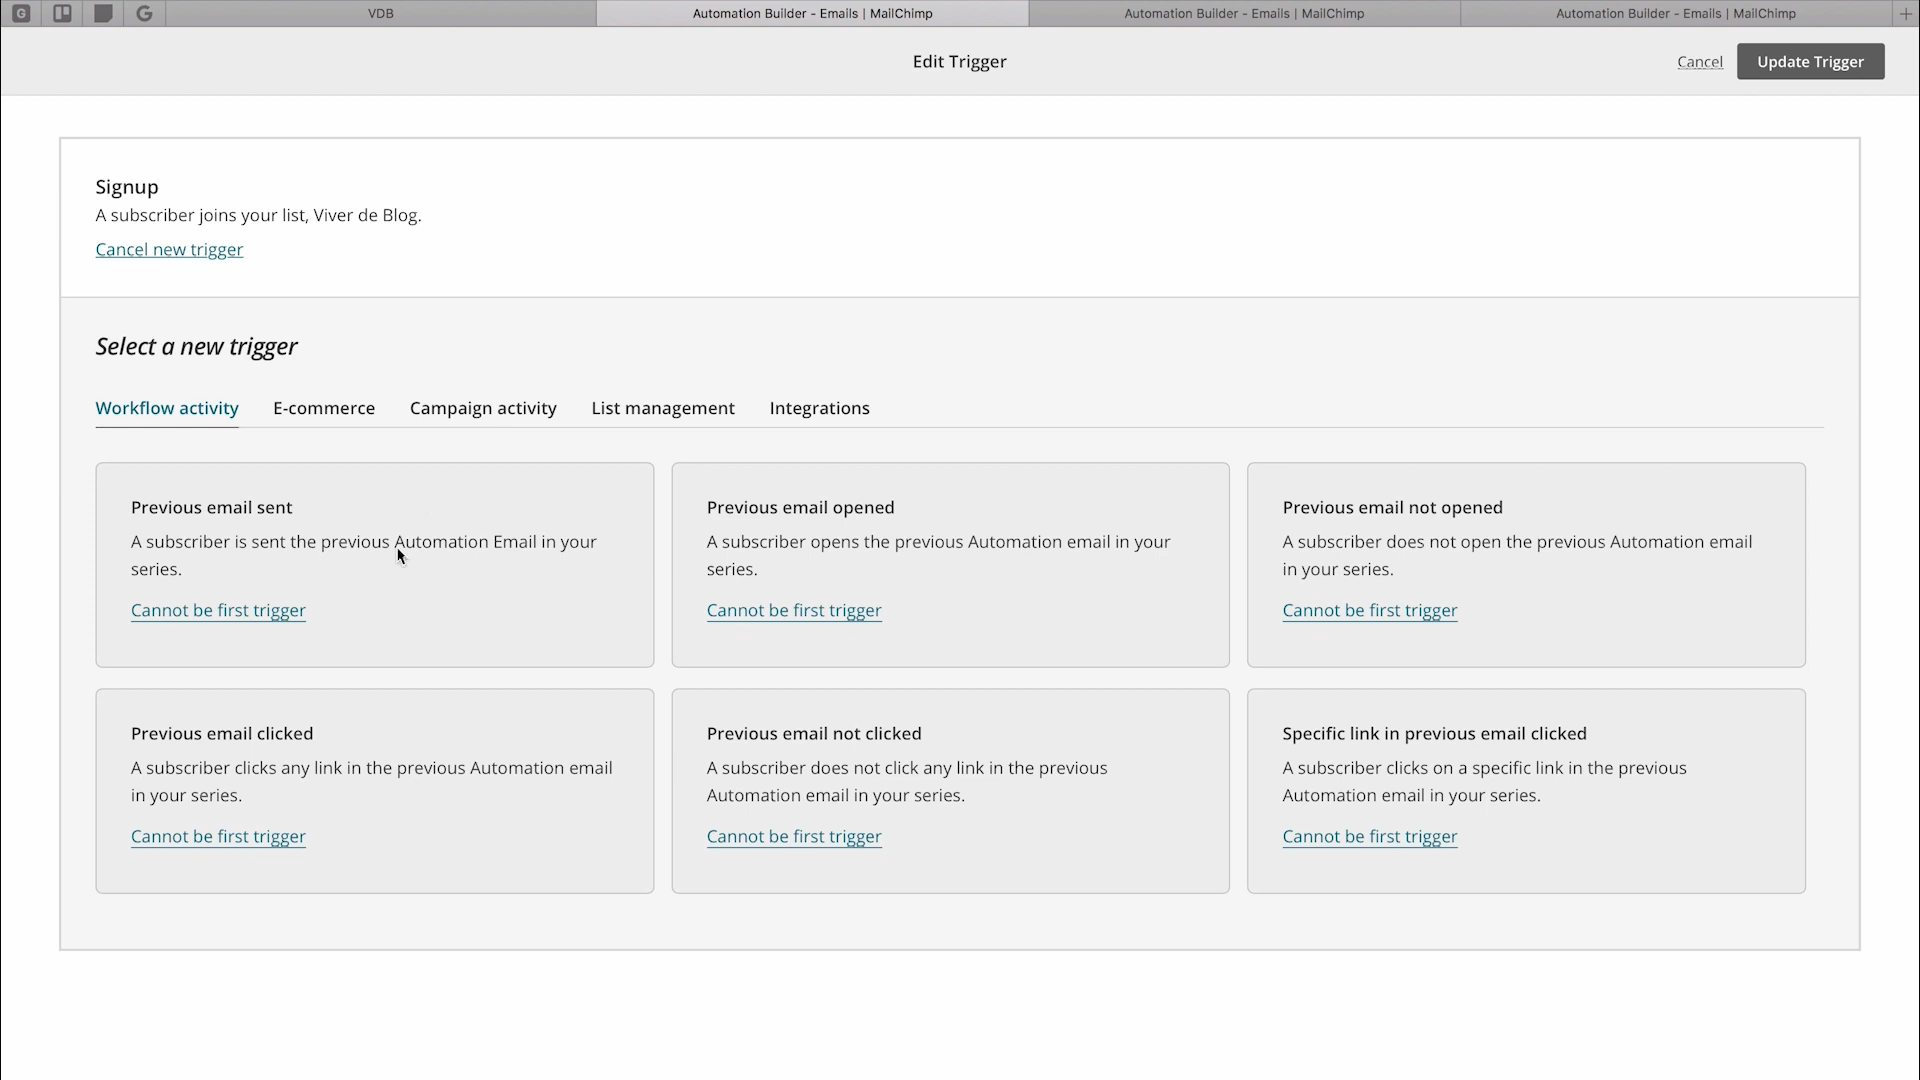 G
G
VDB
Automation Builder - Emails | MailChimp
Automation Builder - Emails | MailChimp
Automation Builder - Emails | MailChimp
+
Edit Trigger
Cancel
Update Trigger
Signup
A subscriber joins your list, Viver de Blog.
Cancel new trigger
Select a new trigger
Workflow activity
E-commerce
Campaign activity
List management
Integrations
Previous email sent
A subscriber is sent the previous Automation Email in your
series.
Cannot be first trigger
Previous email opened
A subscriber opens the previous Automation email in your
series.
Cannot be first trigger
Previous email not opened
A subscriber does not open the previous Automation email
in your series.
Cannot be first trigger
Previous email clicked
A subscriber clicks any link in the previous Automation email
in your series.
Cannot be first trigger
Previous email not clicked
A subscriber does not click any link in the previous
Automation email in your series.
Cannot be first trigger
Specific link in previous email clicked
A subscriber clicks on a specific link in the previous
Automation email in your series.
Cannot be first trigger